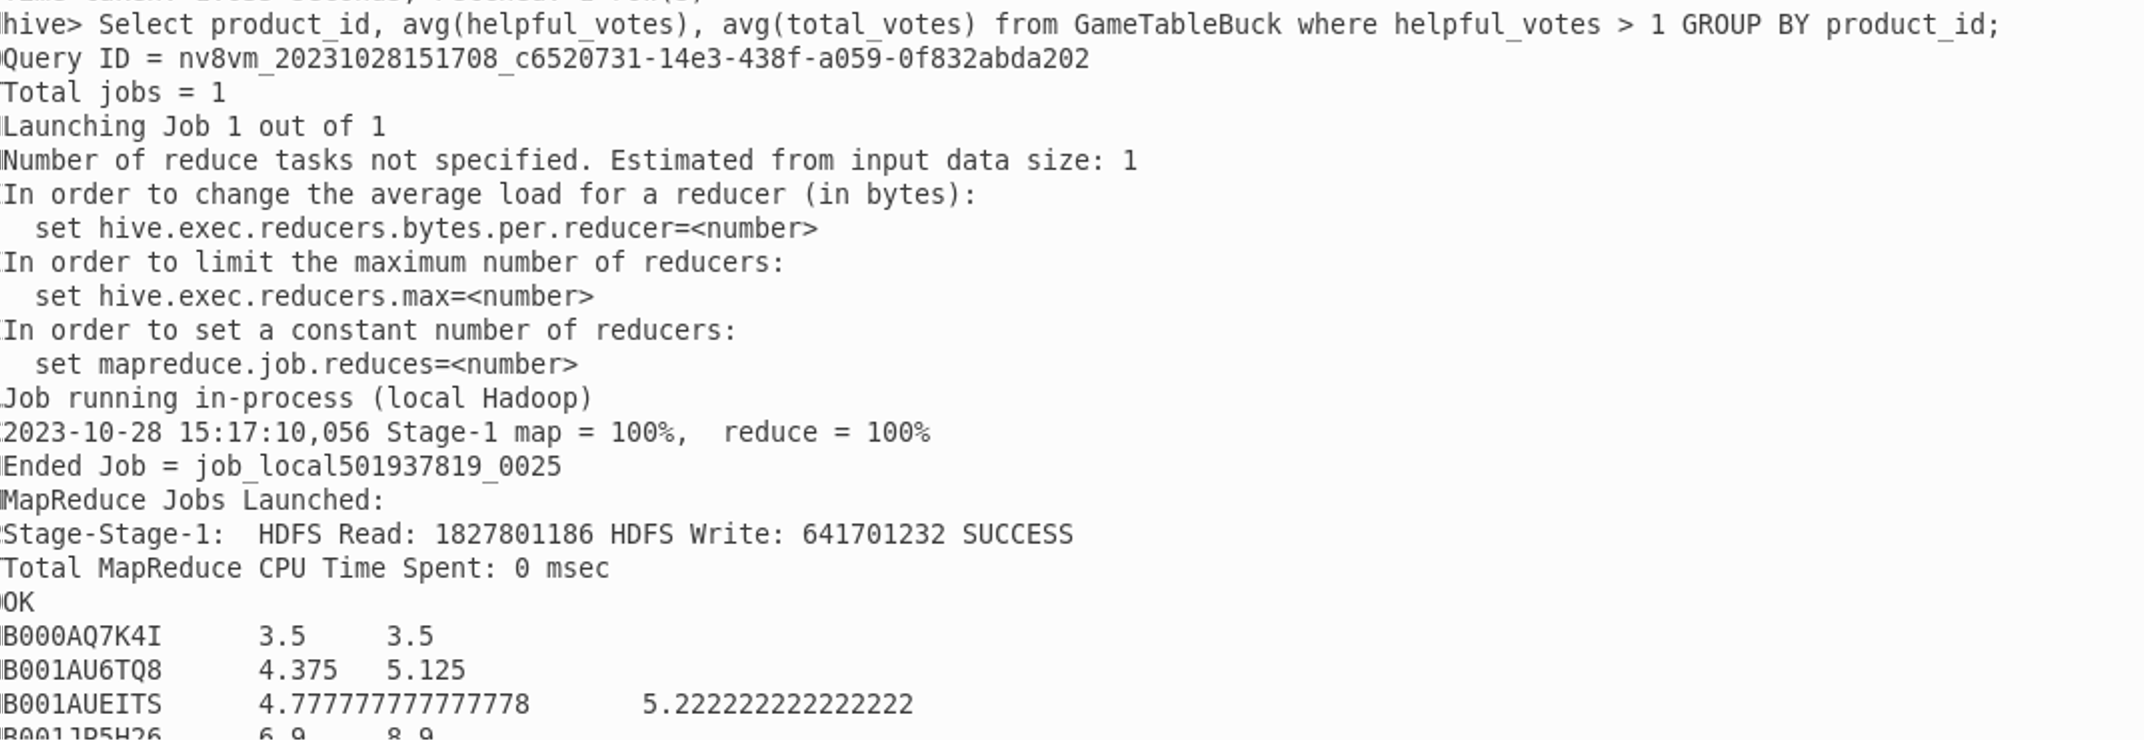 hive> Select product_id, avg(helpful_votes), avg(total_votes) from GameTableBuck where helpful_votes > 1 GROUP BY product_id;
Query ID = nv8vm_20231028151708_c6520731-14e3-438f-a059-0f832abda202
Total jobs = 1
Launching Job 1 out of 1
Number of reduce tasks not specified. Estimated from input data size: 1
In order to change the average load for a reducer (in bytes):
  set hive.exec.reducers.bytes.per.reducer=<number>
In order to limit the maximum number of reducers:
  set hive.exec.reducers.max=<number>
In order to set a constant number of reducers:
  set mapreduce.job.reduces=<number>
Job running in-process (local Hadoop)
2023-10-28 15:17:10,056 Stage-1 map = 100%,  reduce = 100%
Ended Job = job_local501937819_0025
MapReduce Jobs Launched:
Stage-Stage-1:  HDFS Read: 1827801186 HDFS Write: 641701232 SUCCESS
Total MapReduce CPU Time Spent: 0 msec
OK
B000AQ7K4I	3.5	3.5
B001AU6TQ8	4.375	5.125
B001AUEITS	4.777777777777778	5.222222222222222
6.9	8.9